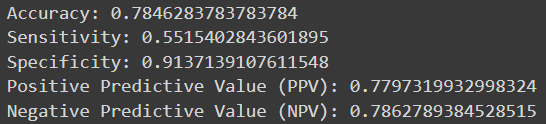 Accuracy: 0.7846283783783784
Sensitivity: 0.5515402843601895
Specificity: 0.9137139107611548
Positive Predictive Value (PPV): 0.7797319932998324
Negative Predictive Value (NPV): 0.7862789384528515